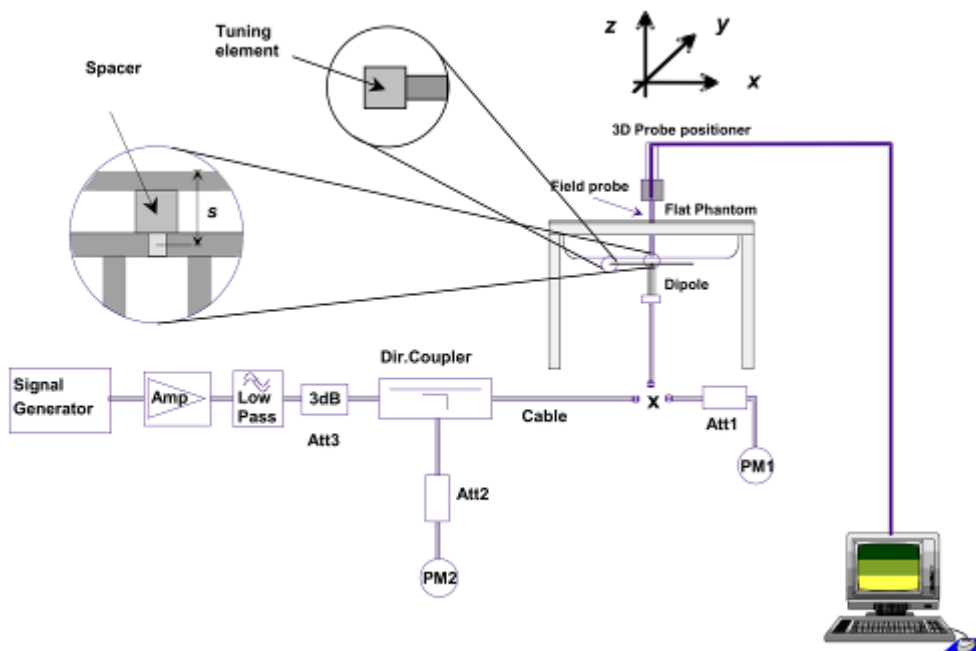 Tuning
element
Spacer
z
y
x
3D Probe positioner
Field probe
Flat Phantom
s
Dipole
Dir.Coupler
Signal
Generator
Amp
Low
Pass
3dB
Att3
Cable
x
Att1
PM1
Att2
PM2